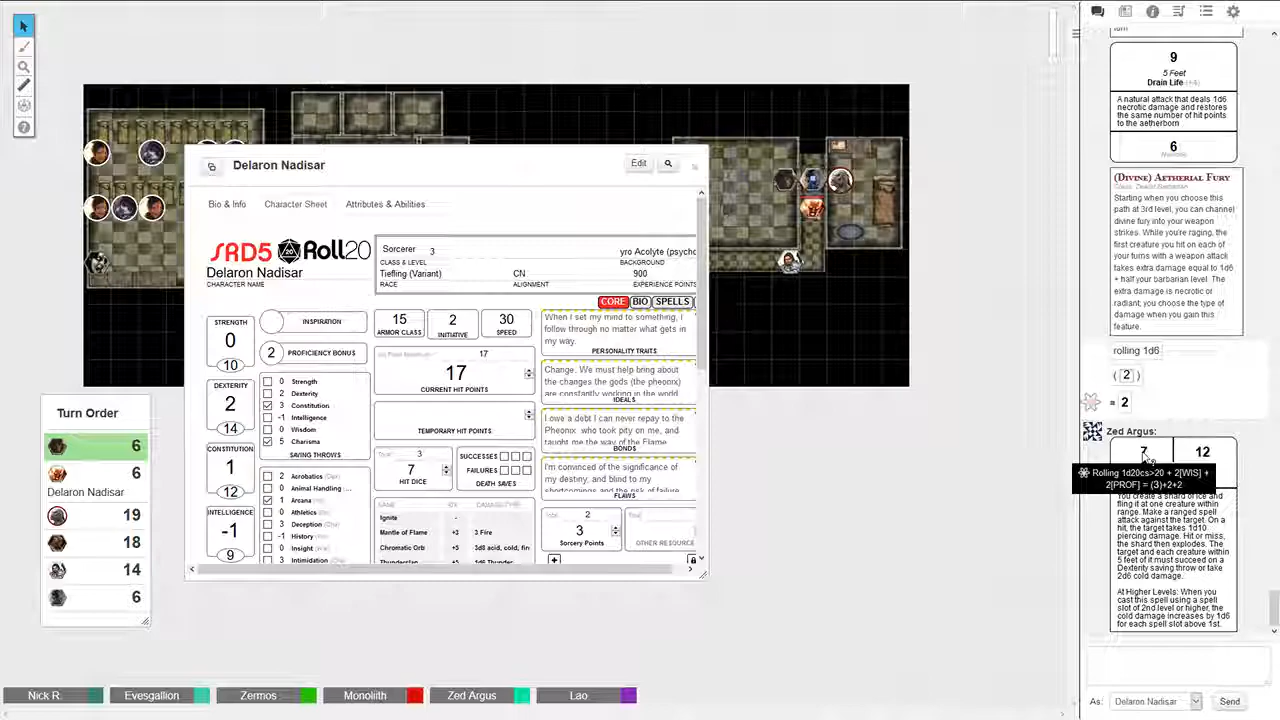 Delaron Nadisar
Edit
Bio & Info
Character Sheet
Attributes & Abilities
SRD5 Roll20
Delaron Nadisar
CHARACTER NAME
Sorcerer 3
yro Acolyte (psycho
CLASS & LEVEL
BACKGROUND
Tiefling (Variant)
CN
900
RACE
ALIGNMENT
EXPERIENCE POINTS
CORE
BIO
SPELLS
STRENGTH
0
10
DEXTERITY
2
14
CONSTITUTION
1
12
INTELLIGENCE
-1
9
INSPIRATION
2 PROFICIENCY BONUS
0 Strength
2 Dexterity
3 Constitution
-1 Intelligence
0 Wisdom
5 Charisma
SAVING THROWS
2 Acrobatics
0 Animal Handling
1 Arcana
0 Athletics
3 Deception
-1 History
0 Insight
3 Intimidation
15
ARMOR CLASS
2
INITIATIVE
30
SPEED
17
17
CURRENT HIT POINTS
TEMPORARY HIT POINTS
3
7
HIT DICE
SUCCESSES
FAILURES
DEATH SAVES
Ignite -
Mantle of Flame +3 3 Fire
Chromatic Orb +5 3d8 acid, cold, fir
When I set my mind to something, I
follow through no matter what gets in
my way.
PERSONALITY TRAITS
Change. We must help bring about
the changes the gods (the pheonix)
are constantly working in the world.
IDEALS
I owe a debt I can never repay to the
Pheonix who took pity on me, and
taught me the way of the Flame
BONDS
I'm convinced of the significance of
my destiny, and blind to my
shortcomings and the risk of failure
FLAWS
2
3
Sorcery Points
OTHER RESOURCE
Turn Order
6
6
Delaron Nadisar
19
18
14
6
Nick R.
Evesgallion
Zermos
Monolith
Zed Argus
Lao
9
5 Feet
Drain Life (+4)
A natural attack that deals 1d6
necrotic damage and restores
the same number of hit points
to the aetherborn
6
(Divine) Aetherial Fury
Starting when you choose this
path at 3rd level, you can channel
divine fury into your weapon
strikes. While you're raging, the
first creature you hit on each of
your turns with a weapon attack
takes extra damage equal to 1d6
+ half your barbarian level. The
extra damage is necrotic or
radiant; you choose the type of
damage when you gain this
feature.
rolling 1d6
(2)
= 2
Zed Argus:
7
12
Rolling 1d20cs>20 + 2[WIS] +
2[PROF] = (3)+2+2
You create a shard of ice and
fling it at one creature within
range. Make a ranged spell
attack against the target. On a
hit, the target takes 1d10
piercing damage. Hit or miss,
the shard then explodes. The
target and each creature within
5 feet of it must succeed on a
Dexterity saving throw or take
2d6 cold damage.
At Higher Levels: When you
cast this spell using a spell
slot of 2nd level or higher, the
cold damage increases by 1d6
for each spell slot above 1st.
As:
Delaron Nadisar
Send